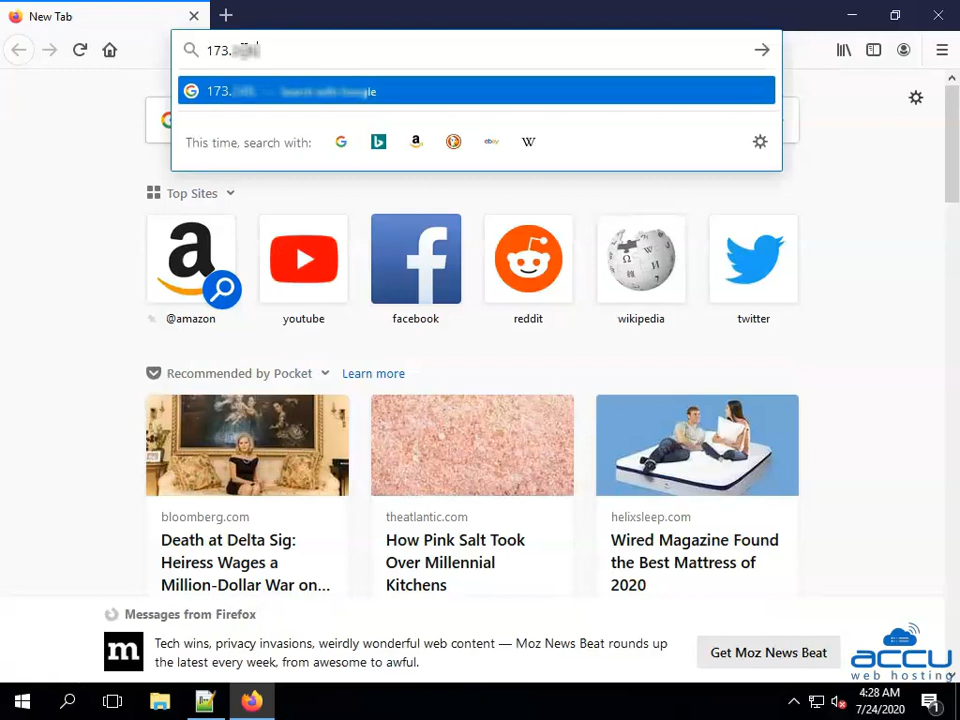 New Tab
173.
173.
This time, search with:
Top Sites
@amazon
youtube
facebook
reddit
wikipedia
twitter
Recommended by Pocket
Learn more
bloomberg.com
Death at Delta Sig:
Heiress Wages a
Million-Dollar War on...
theatlantic.com
How Pink Salt Took
Over Millennial
Kitchens
helixsleep.com
Wired Magazine Found
the Best Mattress of
2020
Messages from Firefox
Tech wins, privacy invasions, weirdly wonderful web content — Moz News Beat rounds up
the latest every week, from awesome to awful.
Get Moz News Beat
accu
web hosting
4:28 AM
7/24/2020
1